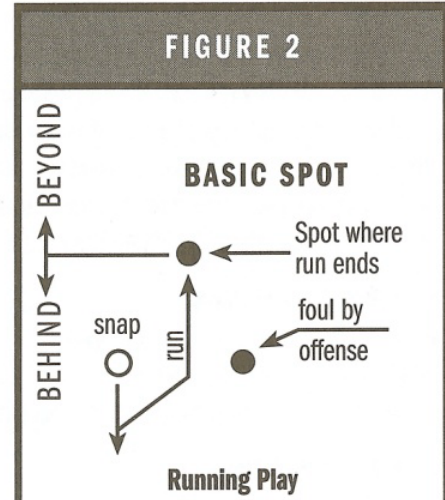 FIGURE 2
BEYOND
BEHIND
BASIC SPOT
Spot where
run ends
snap
run
foul by
offense
Running Play